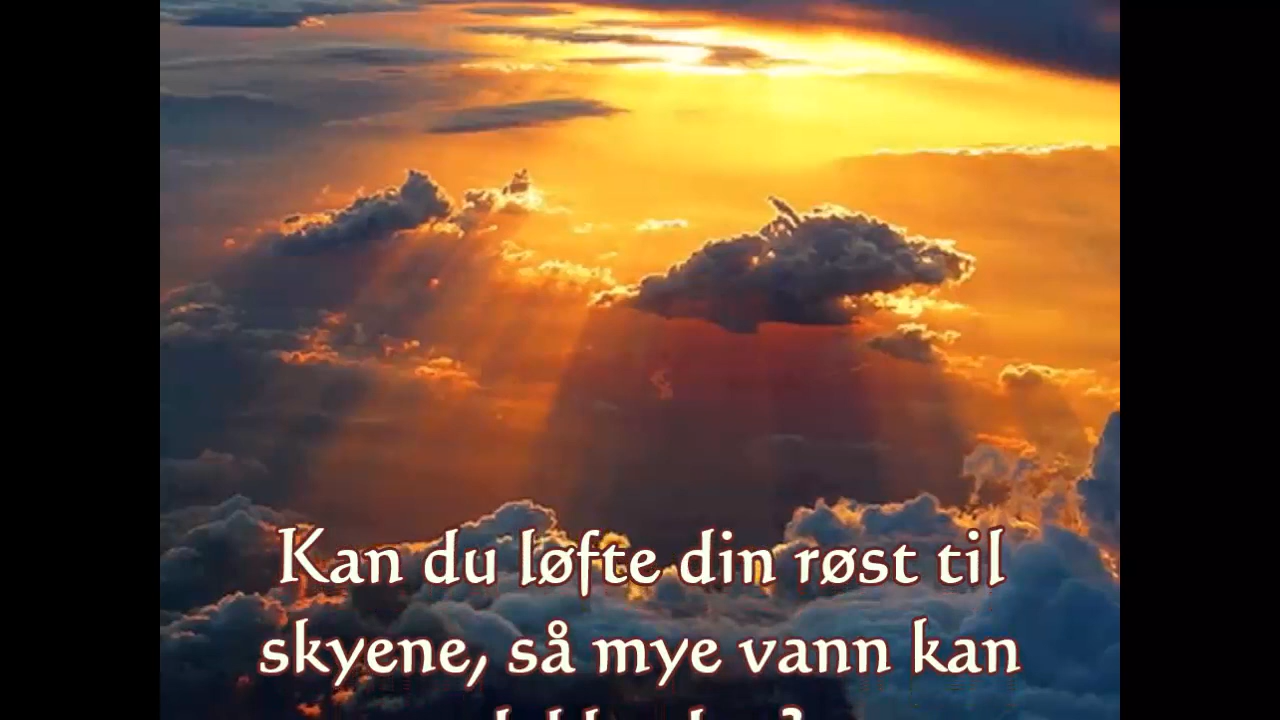 Kan du løfte din røst til
skyene, så mye vann kan